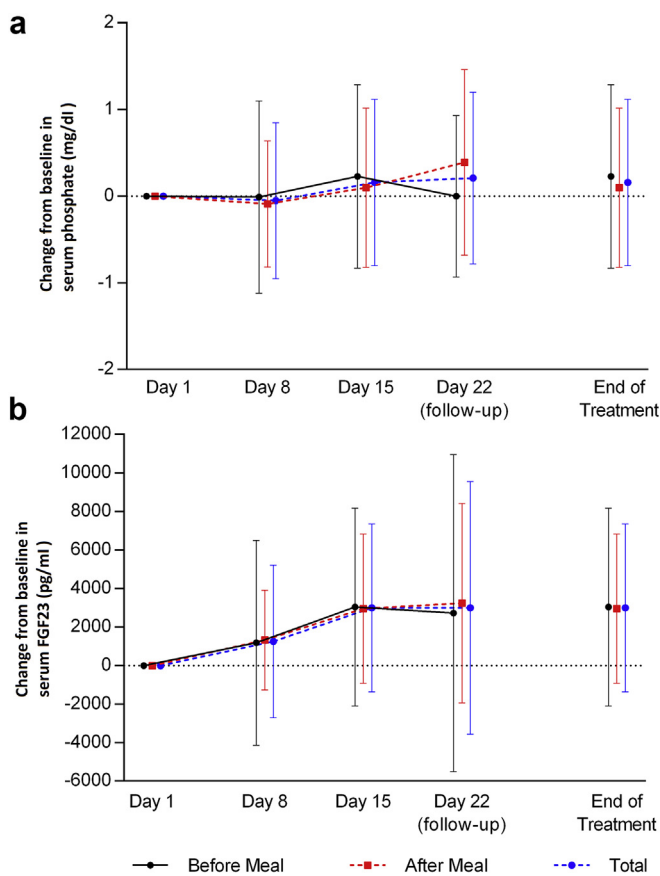 a
Change from baseline in
serum phosphate (mg/dl)
2
1
0
-1
-2
Day 1
Day 8
Day 15
Day 22
(follow-up)
End of
Treatment
b
Change from baseline in
serum FGF23 (pg/ml)
12000
10000
8000
6000
4000
2000
0
-2000
-4000
-6000
Day 1
Day 8
Day 15
Day 22
(follow-up)
End of
Treatment
Before Meal
After Meal
Total